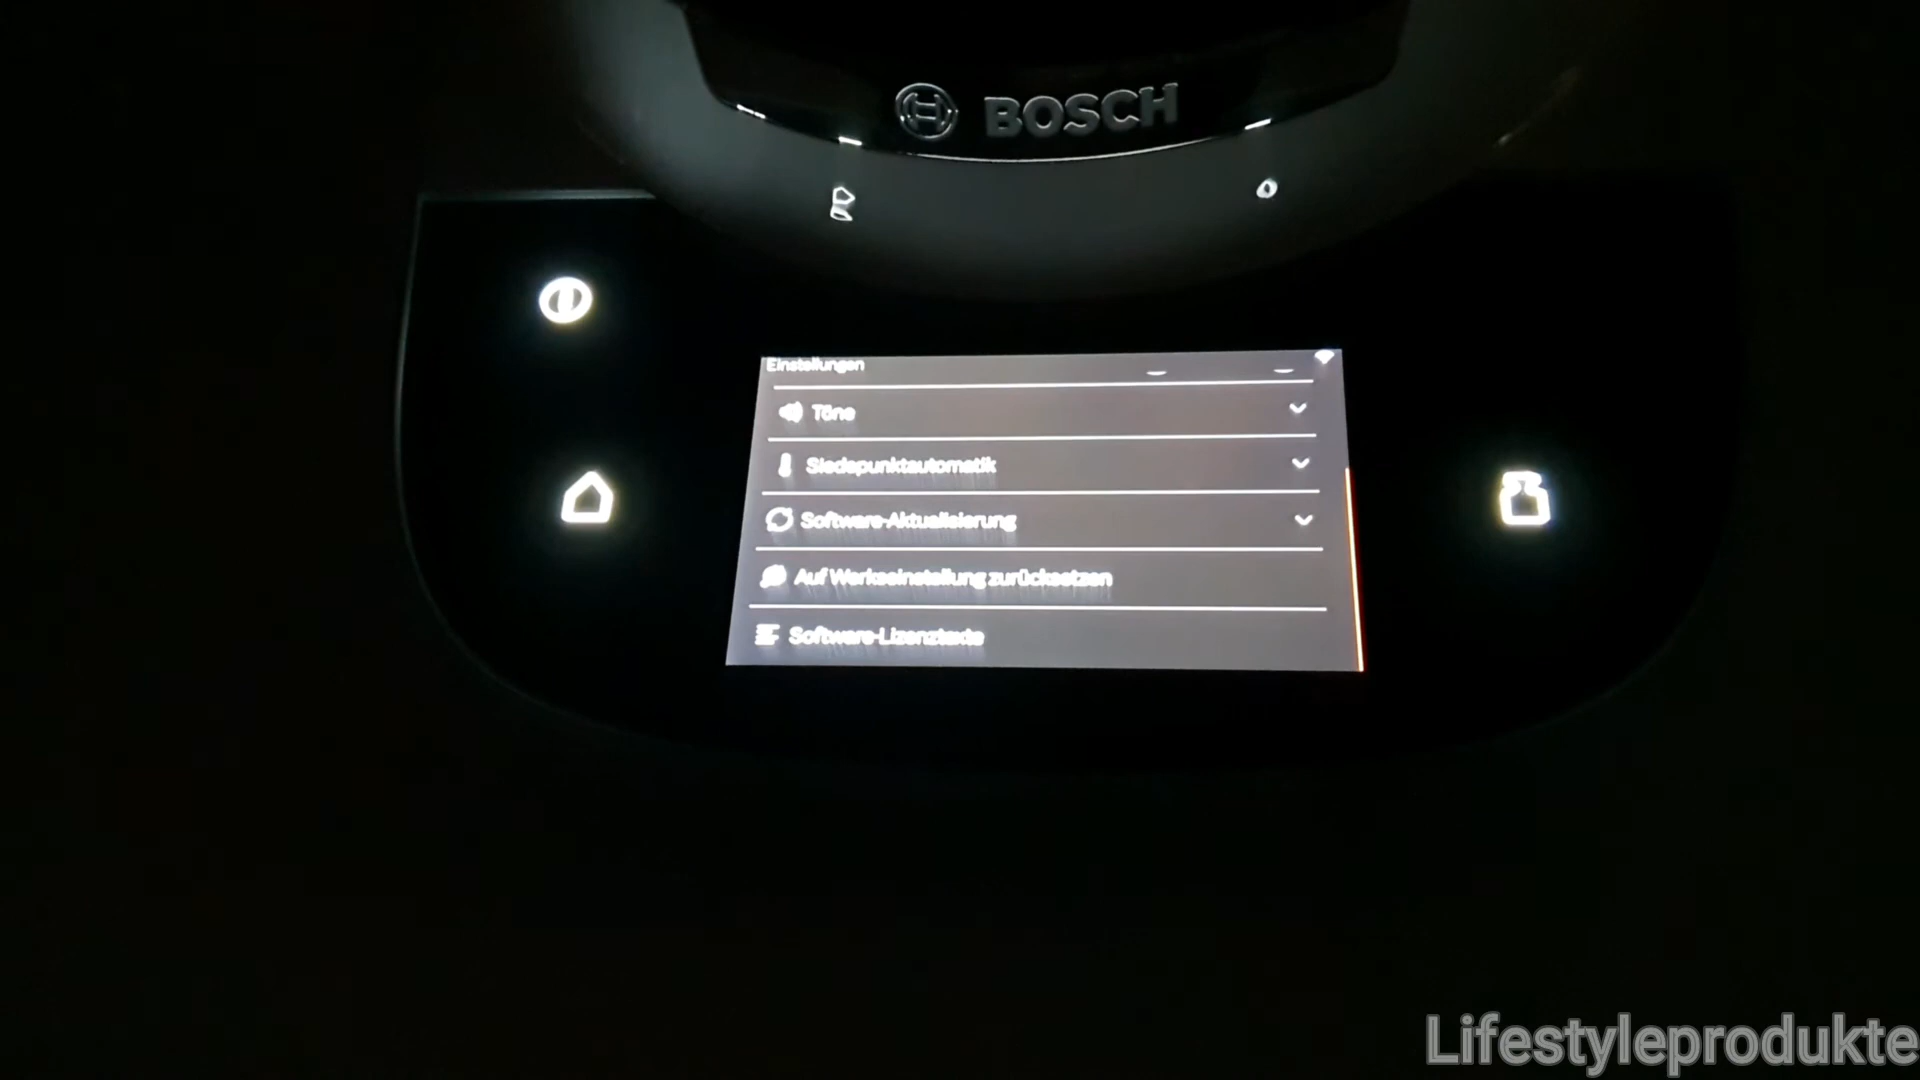 BOSCH
Einstellungen
Töne
Siedepunktautomatik
Software-Aktualisierung
Auf Werkseinstellung zurücksetzen
Software-Lizenztexte
Lifestyleprodukte